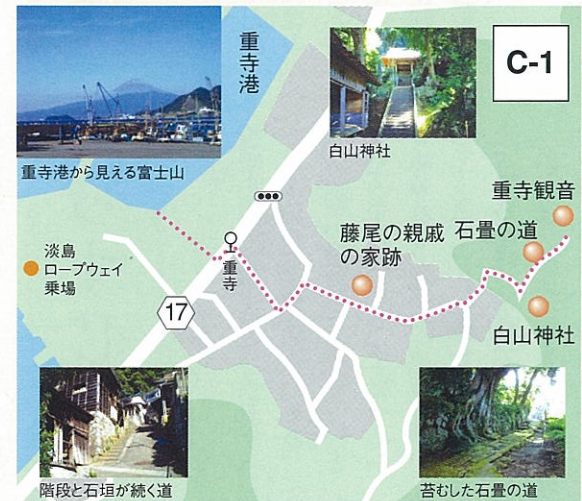 C-1
重寺港
重寺港から見える富士山
白山神社
重寺観音
石畳の道
藤尾の親戚
の家跡
淡島
ロープウェイ
乗場
重寺
17
白山神社
階段と石垣が続く道
苔むした石畳の道